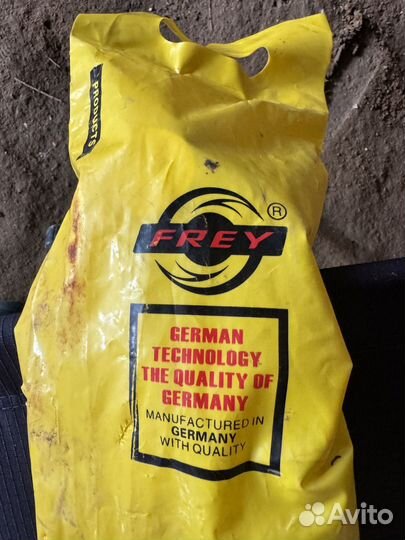 PRODUCTS
FREY ®
GERMAN
TECHNOLOGY
THE QUALITY OF
GERMANY
MANUFACTURED IN
GERMANY
WITH QUALITY
Avito